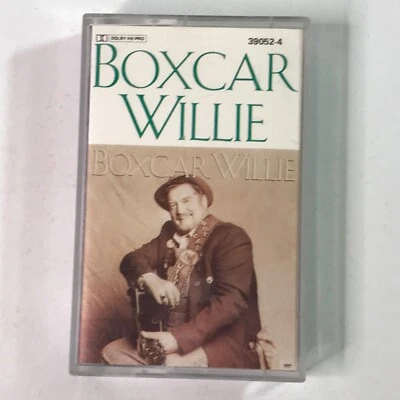 DOLBY HX PRO
39052-4
BOXCAR
WILLIE
BOXCAR WILLIE